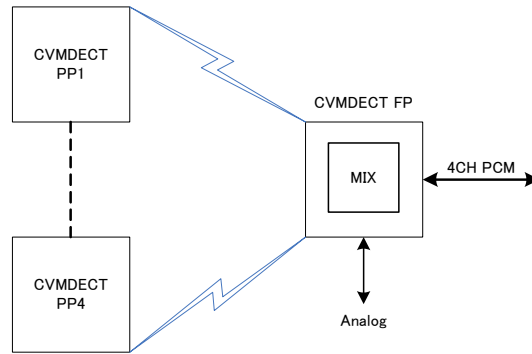 CVMDECT
PP1
CVMDECT FP
MIX
4CH PCM
CVMDECT
PP4
Analog